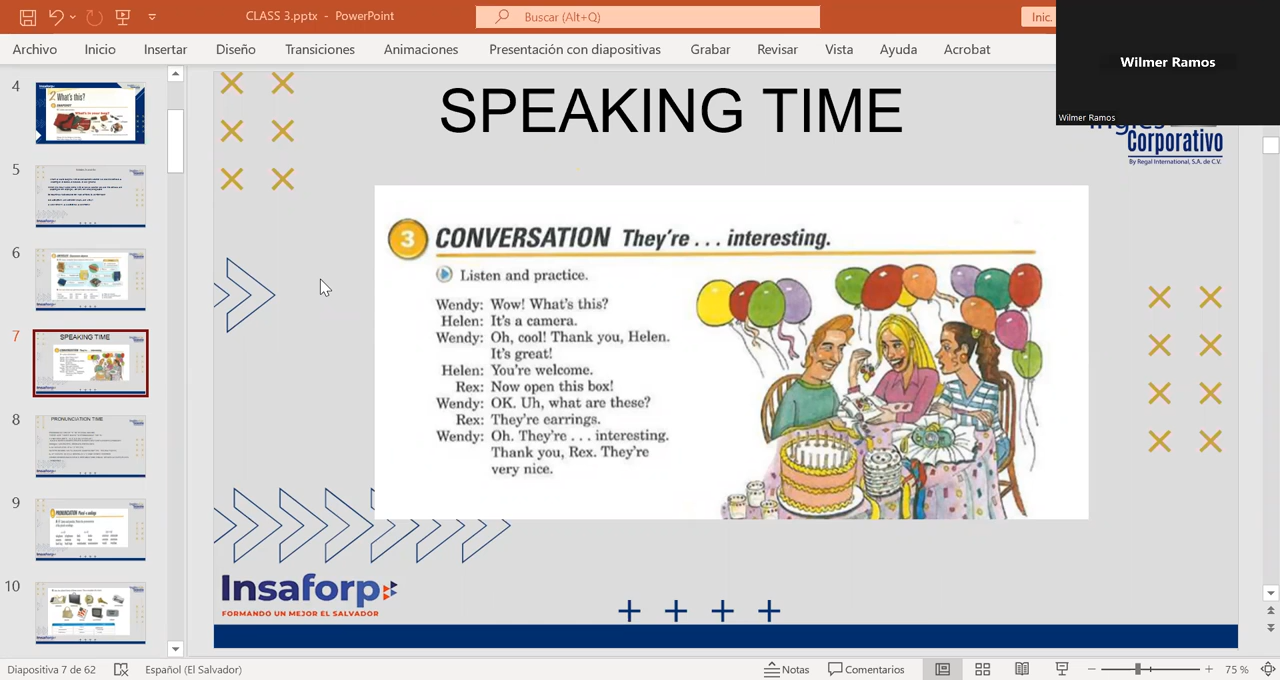 CLASS 3.pptx - PowerPoint
Buscar (Alt+Q)
Inic.
Archivo Inicio Insertar Diseño Transiciones Animaciones Presentación con diapositivas Grabar Revisar Vista Ayuda Acrobat
Wilmer Ramos
Wilmer Ramos
4
What's this?
5
6
7
SPEAKING TIME
8
PRONUNCIATION TIME
9
10
SPEAKING TIME
Corporativo
By Regal International, S.A. de C.V.
3 CONVERSATION They're . . . interesting.
Listen and practice.
Wendy: Wow! What's this?
Helen: It's a camera.
Wendy: Oh, cool! Thank you, Helen.
It's great!
Helen: You're welcome.
Rex: Now open this box!
Wendy: OK. Uh, what are these?
Rex: They're earrings.
Wendy: Oh. They're . . . interesting.
Thank you, Rex. They're
very nice.
Insaforp
FORMANDO UN MEJOR EL SALVADOR
Diapositiva 7 de 62
Español (El Salvador)
Notas
Comentarios
75 %